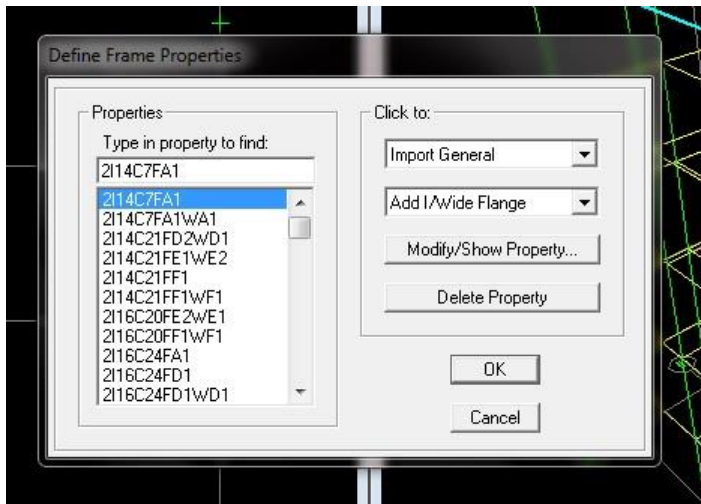 Define Frame Properties
Properties
Type in property to find:
2I14C7FA1
2I14C7FA1
2I14C7FA1WA1
2I14C21FD2WD1
2I14C21FE1WE2
2I14C21FF1
2I14C21FF1WF1
2I16C20FE2WE1
2I16C20FF1WF1
2I16C24FA1
2I16C24FD1
2I16C24FD1WD1
Click to:
Import General
Add I/Wide Flange
Modify/Show Property...
Delete Property
OK
Cancel